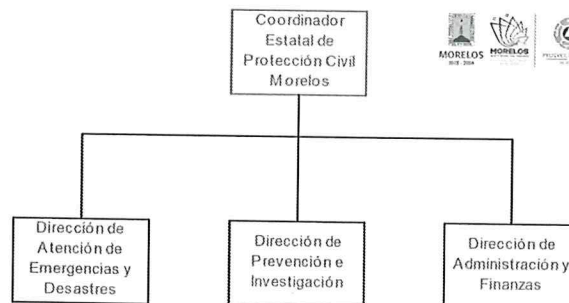 Coordinador
Estatal de
Protección Civil
Morelos
MORELOS
MORELOS
Dirección de
Atención de
Emergencias y
Desastres
Dirección de
Prevención e
Investigación
Dirección de
Administración y
Finanzas